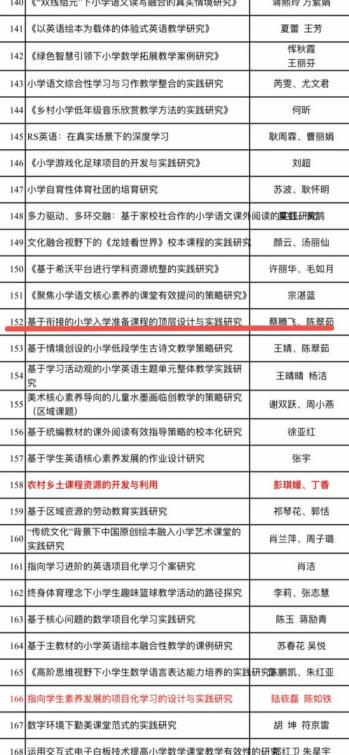 140 《"双线组元"下小学语文读写融合的真实情境研究》 蒋熙玲 万紫娟
141 《以英语绘本为载体的体验式英语教学研究》 夏蕾 王芳
142 《绿色智慧引领下小学数学拓展教学案例研究》 恽秋霞
王丽芬
143 小学语文综合性学习与习作教学整合的实践研究 芮雯、尤文君
144 《乡村小学低年级音乐欣赏教学方法的实践研究》 何昕
145 RS英语：在真实场景下的深度学习 耿周霖、曹丽娟
146 《小学游戏化足球项目的开发与实践研究》 刘超
147 小学自育性体育社团的培育研究 苏波、耿怀明
148 多力驱动、多环交融：基于家校社合作的小学语文课外阅读的实践研究
149 文化融合视野下的《龙娃看世界》校本课程的实践研究 颜云、汤丽仙
150 《基于希沃平台进行学科资源统整的实践研究》 许丽华、毛如月
151 《聚焦小学语文核心素养的课堂有效提问的策略研究》 宗湛蓝
152 基于衔接的小学入学准备课程的顶层设计与实践研究 蔡腾飞、陈翠茹
153 基于情境创设的小学低段学生古诗文教学策略研究 王婧、陈翠茹
154 基于学习活动观的小学英语主题单元整体教学实践研
究 王晴晴 杨洁
155 美术核心素养导向的儿童水墨画临创教学的策略研究
（区域课题） 谢双跃、周小燕
156 基于统编教材的课外阅读有效指导策略的校本化研究 徐亚红
157 基于学生英语核心素养发展的作业设计研究 张宇
158 农村乡土课程资源的开发与利用 彭琪媛、丁香
159 基于区域资源的劳动教育实践研究 祁琴花、郭恬
160 "传统文化"背景下中国原创绘本融入小学艺术课堂的
实践研究 肖兰萍、周子璐
161 指向学习进阶的英语项目化学习个案研究 肖洁
162 终身体育理念下小学生趣味篮球教学活动的路径探究 李莉、张志慧
163 基于核心问题的数学项目化学习实践研究 陈玉 蒋励青
164 基于主教材的小学英语绘本融合性教学的课例研究 苏春花 吴悦
165 《高阶思维视野下小学生数学语言表达能力培养的实践研究》 陈鹏凯、朱红亚
166 指向学生素养发展的项目化学习的设计与实践研究 陆嵚磊 陈如铁
167 数字环境下勤美课堂范式的实践研究 胡 坤 符京雷
168 运用交互式电子白板技术提高小学数学课堂教学有效性的研究 郭红卫 朱星宇